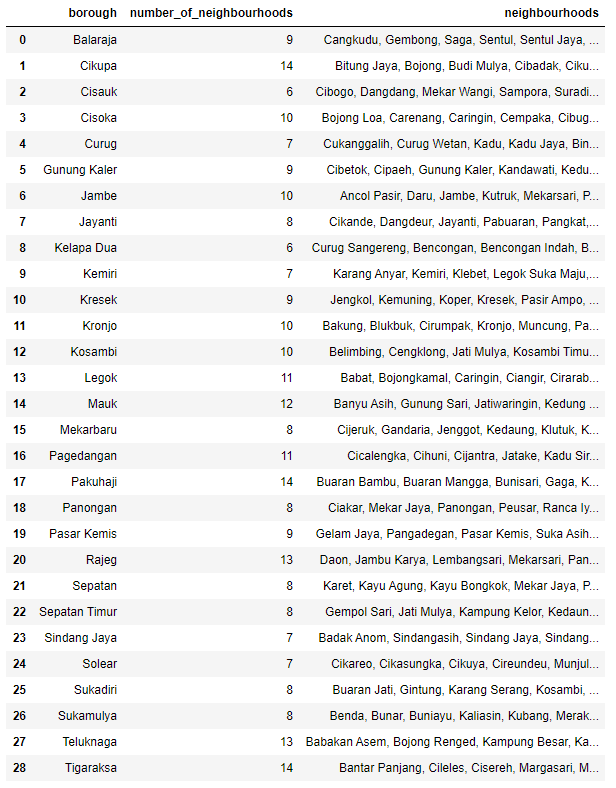 borough number_of_neighbourhoods neighbourhoods
0 Balaraja 9 Cangkudu, Gembong, Saga, Sentul, Sentul Jaya, ...
1 Cikupa 14 Bitung Jaya, Bojong, Budi Mulya, Cibadak, Ciku...
2 Cisauk 6 Cibogo, Dangdang, Mekar Wangi, Sampora, Suradi...
3 Cisoka 10 Bojong Loa, Carenang, Caringin, Cempaka, Cibug...
4 Curug 7 Cukanggalih, Curug Wetan, Kadu, Kadu Jaya, Bin...
5 Gunung Kaler 9 Cibetok, Cipaeh, Gunung Kaler, Kandawati, Kedu...
6 Jambe 10 Ancol Pasir, Daru, Jambe, Kutruk, Mekarsari, P...
7 Jayanti 8 Cikande, Dangdeur, Jayanti, Pabuaran, Pangkat,...
8 Kelapa Dua 6 Curug Sangereng, Bencongan, Bencongan Indah, B...
9 Kemiri 7 Karang Anyar, Kemiri, Klebet, Legok Suka Maju,...
10 Kresek 9 Jengkol, Kemuning, Koper, Kresek, Pasir Ampo, ...
11 Kronjo 10 Bakung, Blukbuk, Cirumpak, Kronjo, Muncung, Pa...
12 Kosambi 10 Belimbing, Cengklong, Jati Mulya, Kosambi Timu...
13 Legok 11 Babat, Bojongkamal, Caringin, Ciangir, Cirarab...
14 Mauk 12 Banyu Asih, Gunung Sari, Jatiwaringin, Kedung ...
15 Mekarbaru 8 Cijeruk, Gandaria, Jenggot, Kedaung, Klutuk, K...
16 Pagedangan 11 Cicalengka, Cihuni, Cijantra, Jatake, Kadu Sir...
17 Pakuhaji 14 Buaran Bambu, Buaran Mangga, Bunisari, Gaga, K...
18 Panongan 8 Ciakar, Mekar Jaya, Panongan, Peusar, Ranca Iy...
19 Pasar Kemis 9 Gelam Jaya, Pangadegan, Pasar Kemis, Suka Asih...
20 Rajeg 13 Daon, Jambu Karya, Lembangsari, Mekarsari, Pan...
21 Sepatan 8 Karet, Kayu Agung, Kayu Bongkok, Mekar Jaya, P...
22 Sepatan Timur 8 Gempol Sari, Jati Mulya, Kampung Kelor, Kedaun...
23 Sindang Jaya 7 Badak Anom, Sindangasih, Sindang Jaya, Sindang...
24 Solear 7 Cikareo, Cikasungka, Cikuya, Cireundeu, Munjul...
25 Sukadiri 8 Buaran Jati, Gintung, Karang Serang, Kosambi, ...
26 Sukamulya 8 Benda, Bunar, Buniayu, Kaliasin, Kubang, Merak...
27 Teluknaga 13 Babakan Asem, Bojong Renged, Kampung Besar, Ka...
28 Tigaraksa 14 Bantar Panjang, Cileles, Cisereh, Margasari, M...